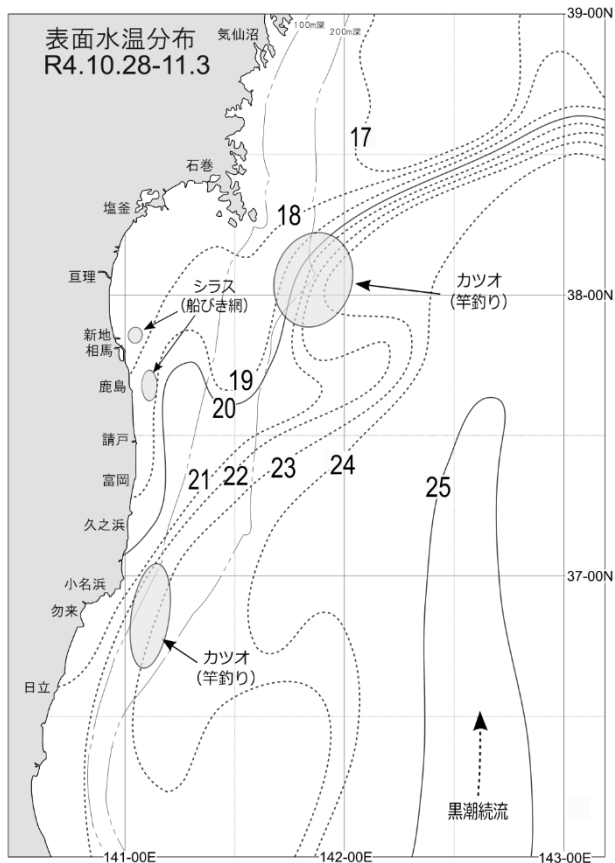 表面水温分布
R4.10.28-11.3
気仙沼
100m深
200m深
39-00N
17
石巻
18
塩釜
亘理
シラス
(船びき網)
カツオ
(竿釣り)
38-00N
新地
相馬
鹿島
19
20
請戸
21
22
23
24
25
富岡
久之浜
37-00N
小名浜
勿来
カツオ
(竿釣り)
日立
黒潮続流
141-00E
142-00E
143-00E